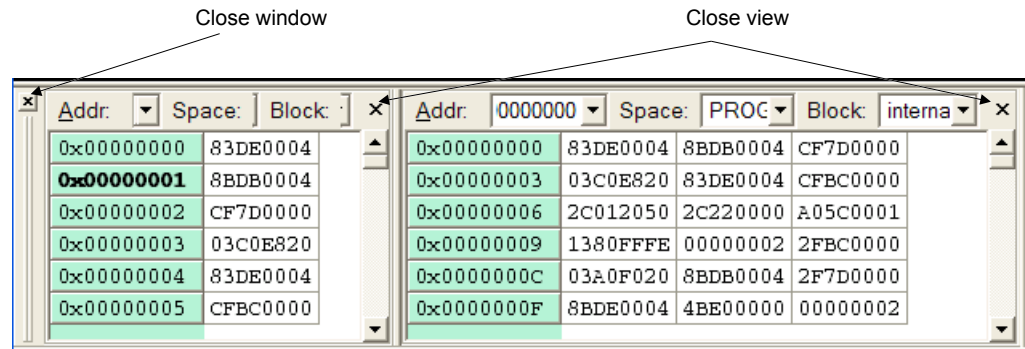 Close window Close view
Addr: Space: Block: Addr: 0000000 Space: PROG Block: interna
0x00000000 83DE0004 0x00000000 83DE0004 8BDB0004 CF7D0000
0x00000001 8BDB0004 0x00000003 03C0E820 83DE0004 CFBC0000
0x00000002 CF7D0000 0x00000006 2C012050 2C220000 A05C0001
0x00000003 03C0E820 0x00000009 1380FFFE 00000002 2FBC0000
0x00000004 83DE0004 0x0000000C 03A0F020 8BDB0004 2F7D0000
0x00000005 CFBC0000 0x0000000F 8BDE0004 4BE00000 00000002